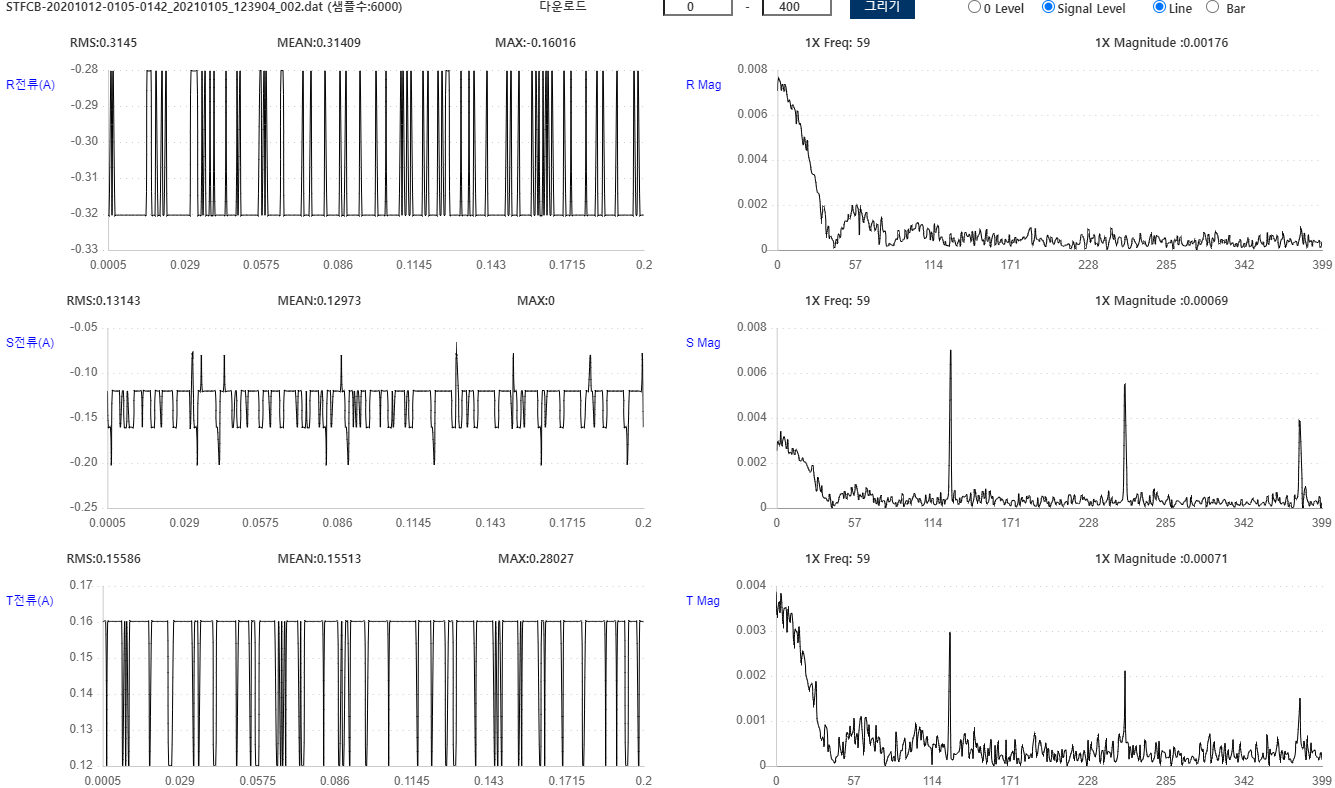 STFCB-20201012-0105-0142_20210105_123904_002.dat (샘플수:6000) 다운로드 0 - 400 그리기 0 Level Signal Level Line Bar
RMS:0.3145 MEAN:0.31409 MAX:-0.16016 1X Freq: 59 1X Magnitude :0.00176
R전류(A)
-0.28
-0.29
-0.30
-0.31
-0.32
-0.33
0.0005 0.029 0.0575 0.086 0.1145 0.143 0.1715 0.2
R Mag
0.008
0.006
0.004
0.002
0
0 57 114 171 228 285 342 399
RMS:0.13143 MEAN:0.12973 MAX:0 1X Freq: 59 1X Magnitude :0.00069
S전류(A)
-0.05
-0.10
-0.15
-0.20
-0.25
0.0005 0.029 0.0575 0.086 0.1145 0.143 0.1715 0.2
S Mag
0.008
0.006
0.004
0.002
0
0 57 114 171 228 285 342 399
RMS:0.15586 MEAN:0.15513 MAX:0.28027 1X Freq: 59 1X Magnitude :0.00071
T전류(A)
0.17
0.16
0.15
0.14
0.13
0.12
0.0005 0.029 0.0575 0.086 0.1145 0.143 0.1715 0.2
T Mag
0.004
0.003
0.002
0.001
0
0 57 114 171 228 285 342 399